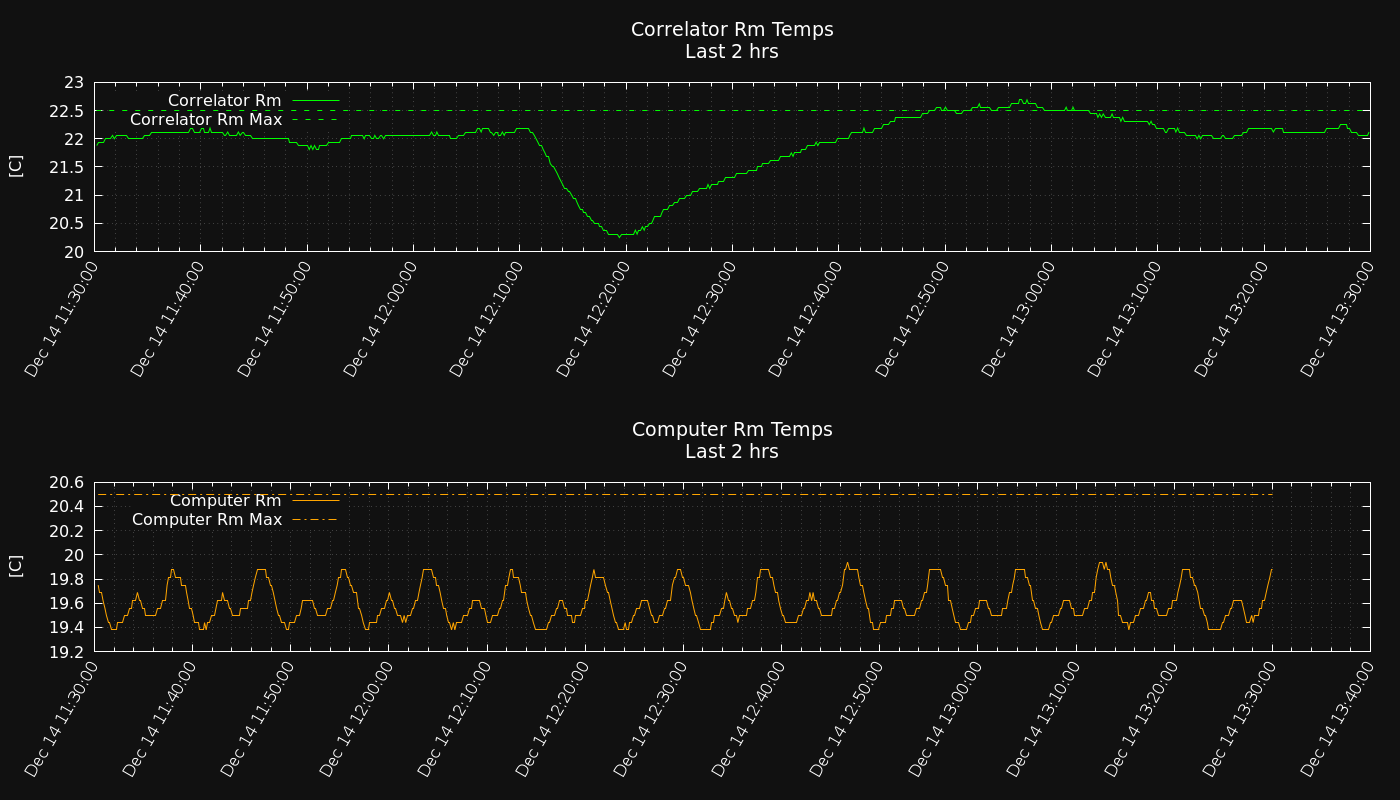 Correlator Rm Temps
Last 2 hrs
23
22.5
22
21.5
21
20.5
20
[C]
Correlator Rm
Correlator Rm Max
Dec 14 11:30:00
Dec 14 11:40:00
Dec 14 11:50:00
Dec 14 12:00:00
Dec 14 12:10:00
Dec 14 12:20:00
Dec 14 12:30:00
Dec 14 12:40:00
Dec 14 12:50:00
Dec 14 13:00:00
Dec 14 13:10:00
Dec 14 13:20:00
Dec 14 13:30:00
Computer Rm Temps
Last 2 hrs
20.6
20.4
20.2
20
19.8
19.6
19.4
19.2
[C]
Computer Rm
Computer Rm Max
Dec 14 11:30:00
Dec 14 11:40:00
Dec 14 11:50:00
Dec 14 12:00:00
Dec 14 12:10:00
Dec 14 12:20:00
Dec 14 12:30:00
Dec 14 12:40:00
Dec 14 12:50:00
Dec 14 13:00:00
Dec 14 13:10:00
Dec 14 13:20:00
Dec 14 13:30:00
Dec 14 13:40:00